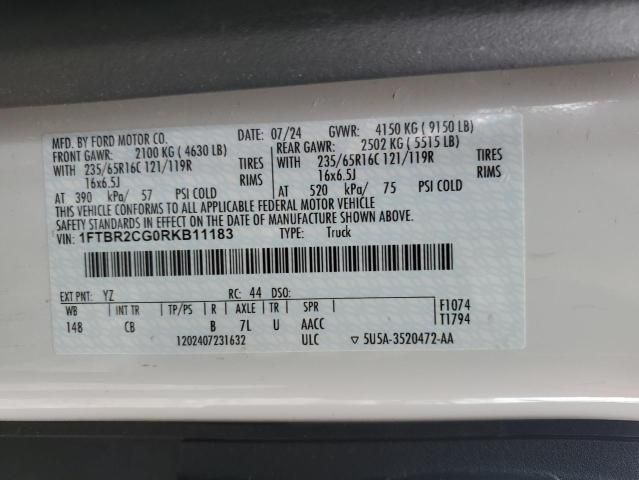 MFD. BY FORD MOTOR CO. DATE: 07/24 GVWR: 4150 KG ( 9150 LB)
FRONT GAWR: 2100 KG ( 4630 LB) REAR GAWR: 2502 KG ( 5515 LB)
WITH 235/65R16C 121/119R TIRES WITH 235/65R16C 121/119R TIRES
16x6.5J RIMS 16x6.5J RIMS
AT 390 kPa/ 57 PSI COLD AT 520 kPa/ 75 PSI COLD
THIS VEHICLE CONFORMS TO ALL APPLICABLE FEDERAL MOTOR VEHICLE
SAFETY STANDARDS IN EFFECT ON THE DATE OF MANUFACTURE SHOWN ABOVE.
VIN: 1FTBR2CG0RKB11183 TYPE: Truck
EXT PNT: YZ RC: 44 DSO:
WB INT TR TP/PS R AXLE TR SPR F1074
148 CB B 7L U AACC T1794
1202407231632 ULC ▽ 5U5A-3520472-AA